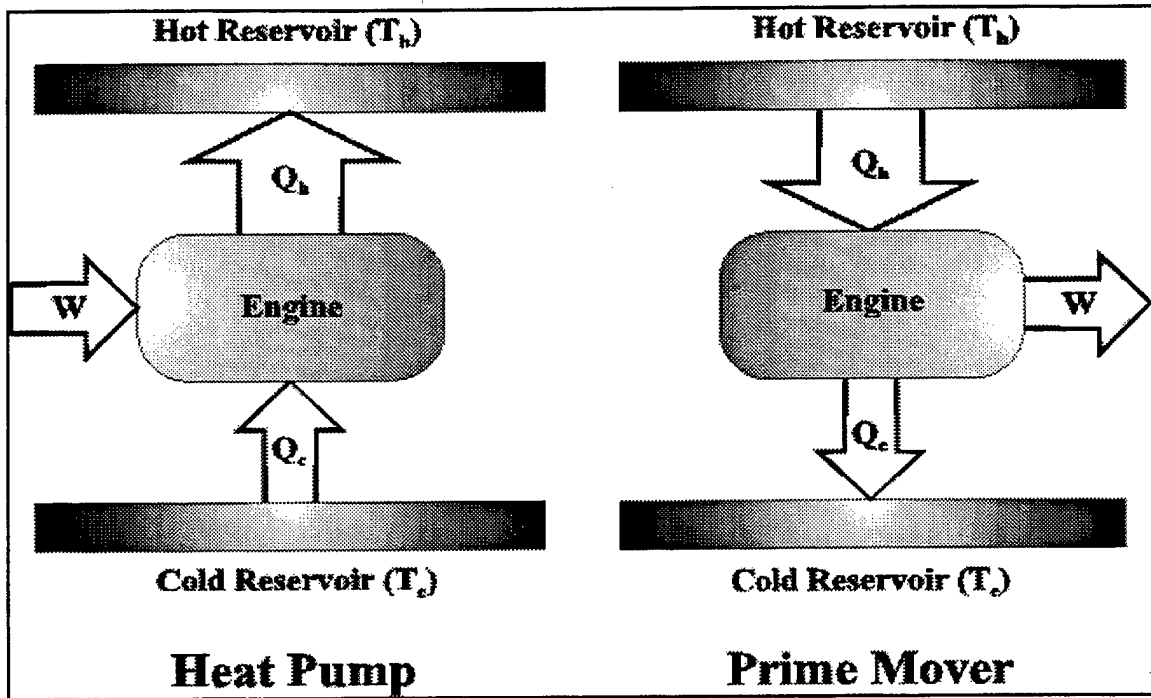 Hot Reservoir (Tₕ)
Qₕ
W
Engine
Q꜀
Cold Reservoir (T꜀)
Heat Pump
Hot Reservoir (Tₕ)
Qₕ
Engine
W
Q꜀
Cold Reservoir (T꜀)
Prime Mover